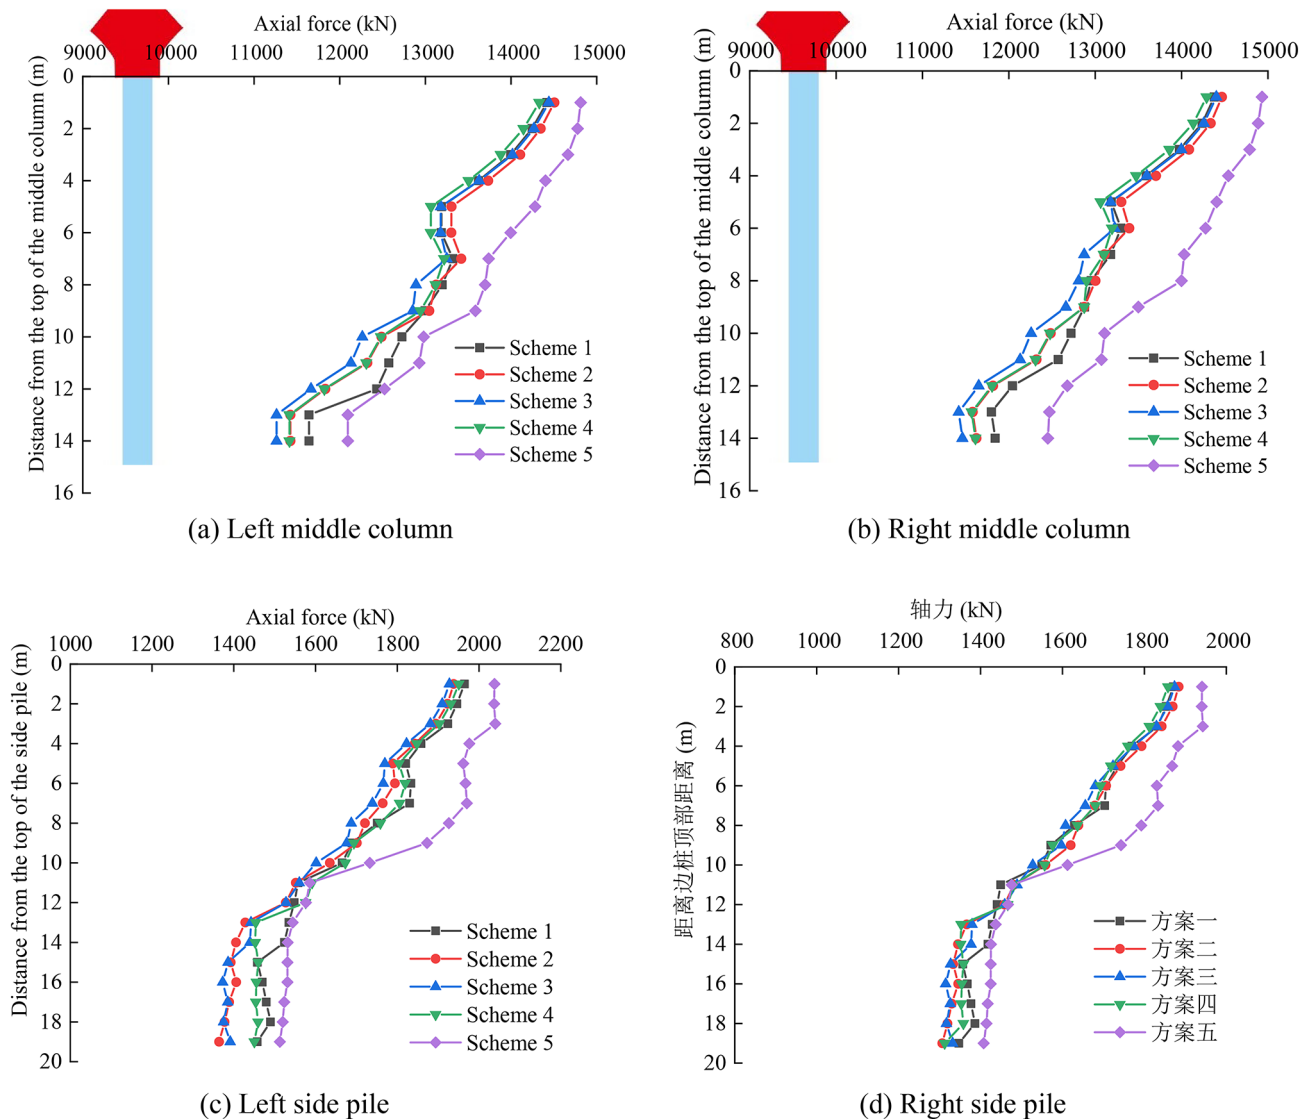 Axial force (kN)
9000 10000 11000 12000 13000 14000 15000
Distance from the top of the middle column (m)
0
2
4
6
8
10
12
14
16
Scheme 1
Scheme 2
Scheme 3
Scheme 4
Scheme 5
(a) Left middle column
Axial force (kN)
9000 10000 11000 12000 13000 14000 15000
Distance from the top of the middle column (m)
0
2
4
6
8
10
12
14
16
Scheme 1
Scheme 2
Scheme 3
Scheme 4
Scheme 5
(b) Right middle column
Axial force (kN)
1000 1200 1400 1600 1800 2000 2200
Distance from the top of the side pile (m)
0
2
4
6
8
10
12
14
16
18
20
Scheme 1
Scheme 2
Scheme 3
Scheme 4
Scheme 5
(c) Left side pile
轴力 (kN)
800 1000 1200 1400 1600 1800 2000
距离边桩顶部距离 (m)
0
2
4
6
8
10
12
14
16
18
20
方案一
方案二
方案三
方案四
方案五
(d) Right side pile